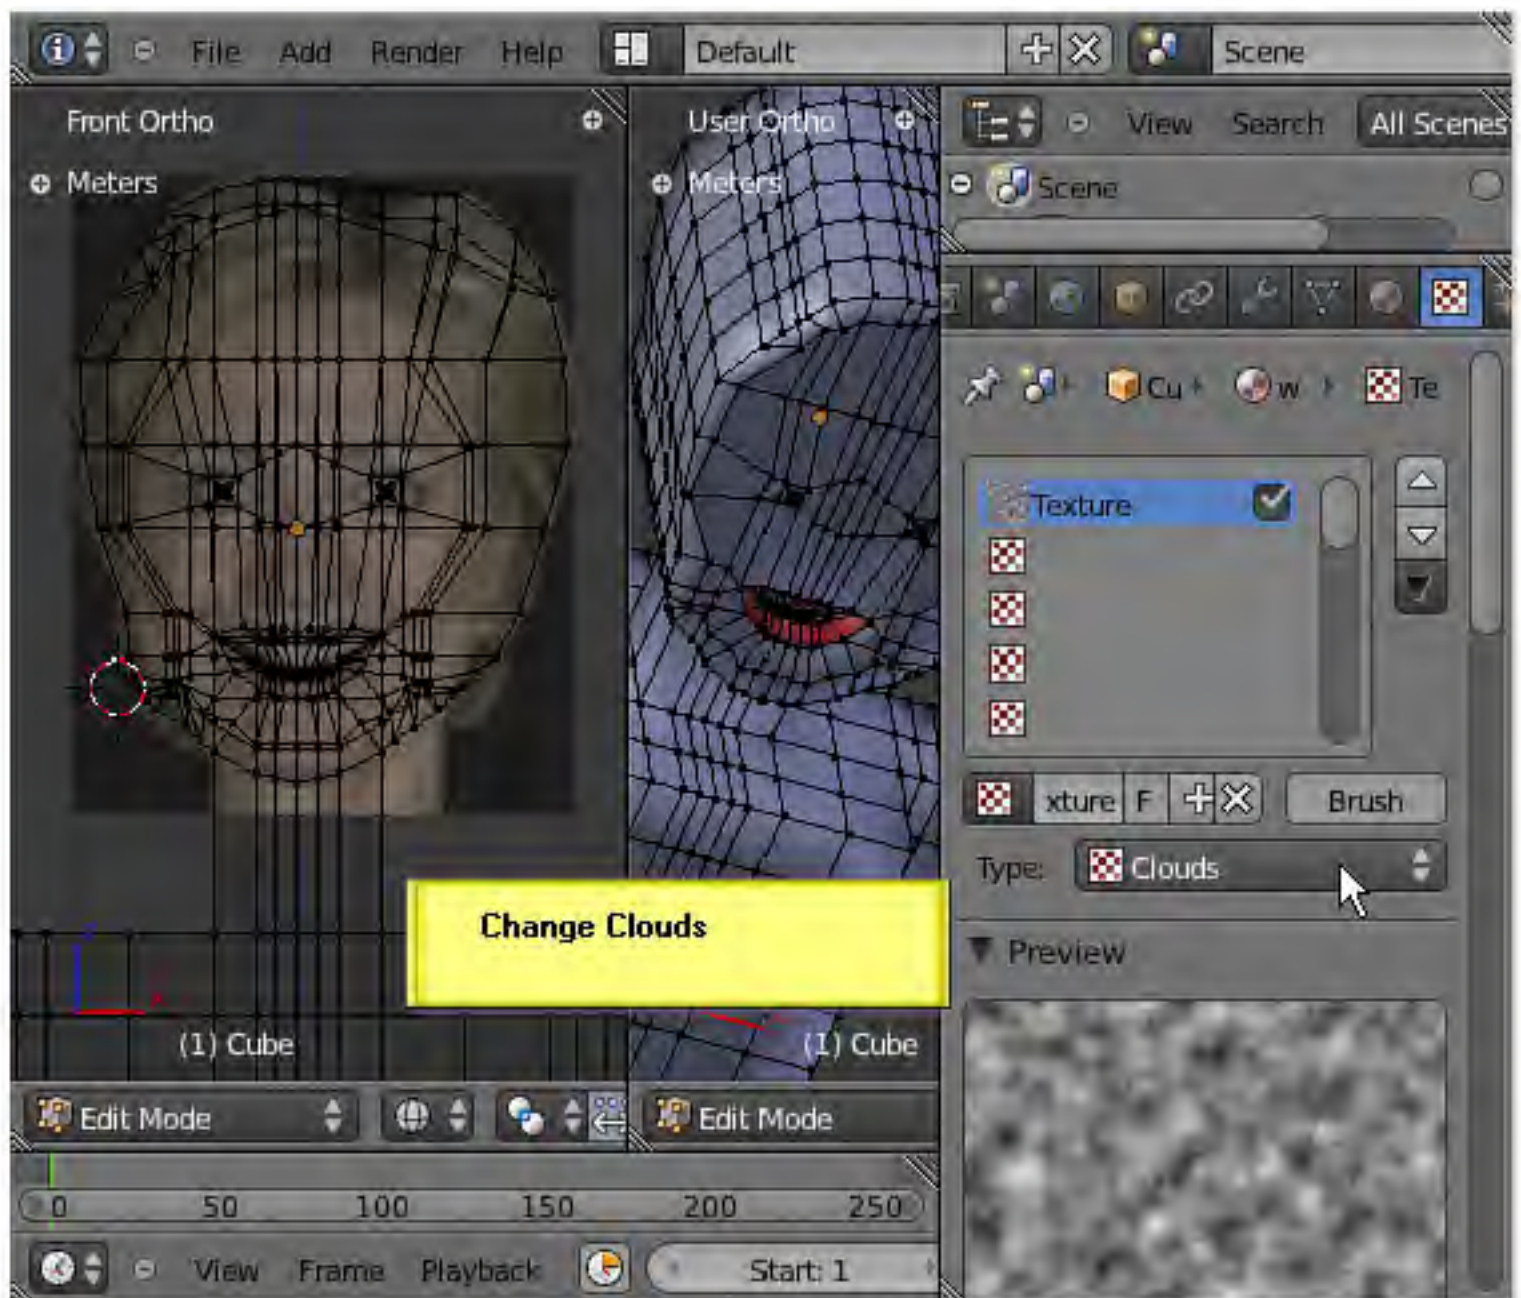 File Add Render Help Default Scene
Front Ortho
Meters
User Ortho
Meters
View Search All Scenes
Scene
Cu w Te
Texture
xture F Brush
Type: Clouds
Preview
Change Clouds
(1) Cube
(1) Cube
Edit Mode
Edit Mode
0 50 100 150 200 250
View Frame Playback Start: 1